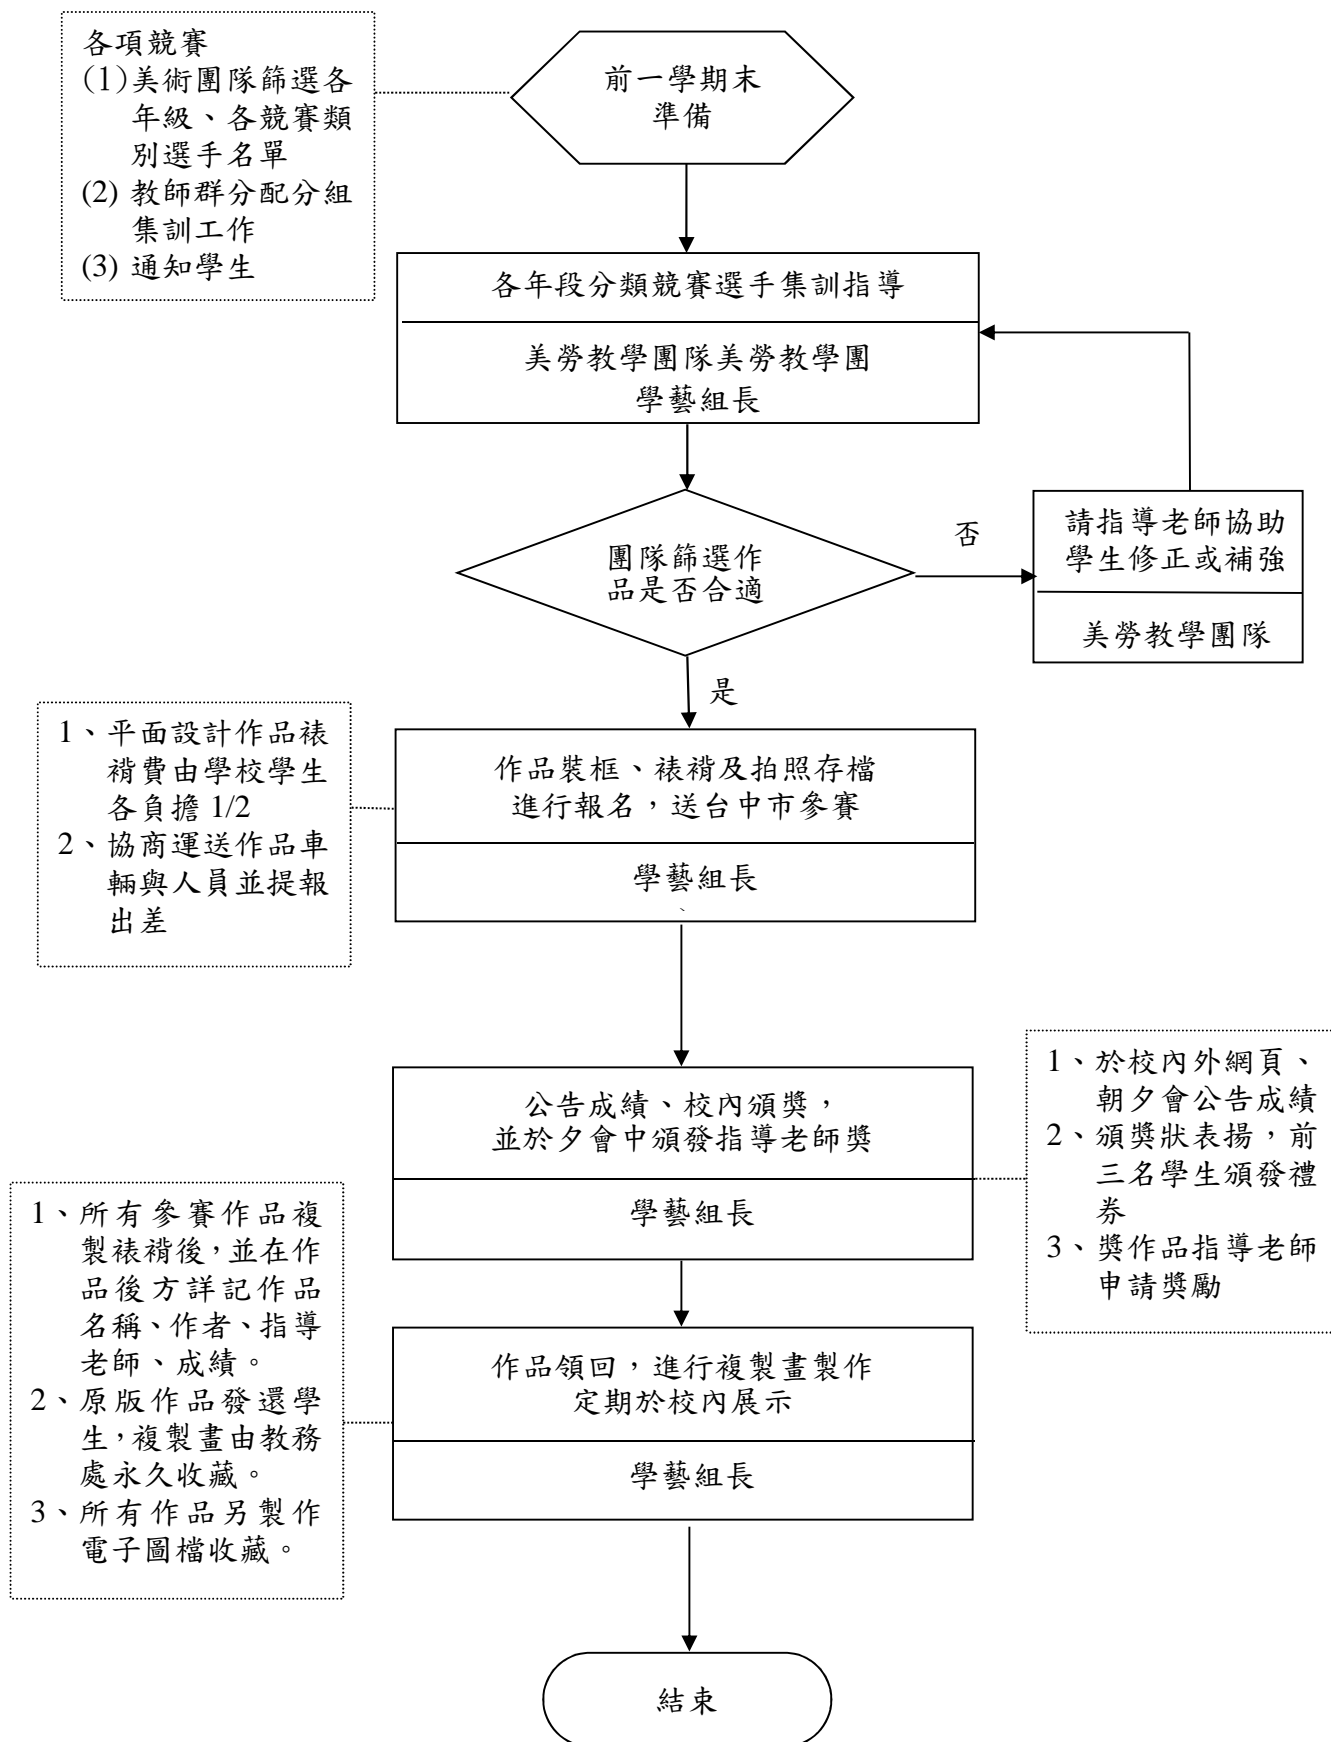 各項競賽
(1)美術團隊篩選各
年級、各競賽類
別選手名單
(2) 教師群分配分組
集訓工作
(3) 通知學生
前一學期末
準備
各年段分類競賽選手集訓指導
美勞教學團隊美勞教學團
學藝組長
團隊篩選作
品是否合適
否
請指導老師協助
學生修正或補強
美勞教學團隊
是
1、平面設計作品裱
褙費由學校學生
各負擔 1/2
2、協商運送作品車
輛與人員並提報
出差
作品裝框、裱褙及拍照存檔
進行報名，送台中市參賽
學藝組長
、
公告成績、校內頒獎，
並於夕會中頒發指導老師獎
學藝組長
1、於校內外網頁、
朝夕會公告成績
2、頒獎狀表揚，前
三名學生頒發禮
券
3、獎作品指導老師
申請獎勵
1、所有參賽作品複
製裱褙後，並在作
品後方詳記作品
名稱、作者、指導
老師、成績。
2、原版作品發還學
生，複製畫由教務
處永久收藏。
3、所有作品另製作
電子圖檔收藏。
作品領回，進行複製畫製作
定期於校內展示
學藝組長
結束